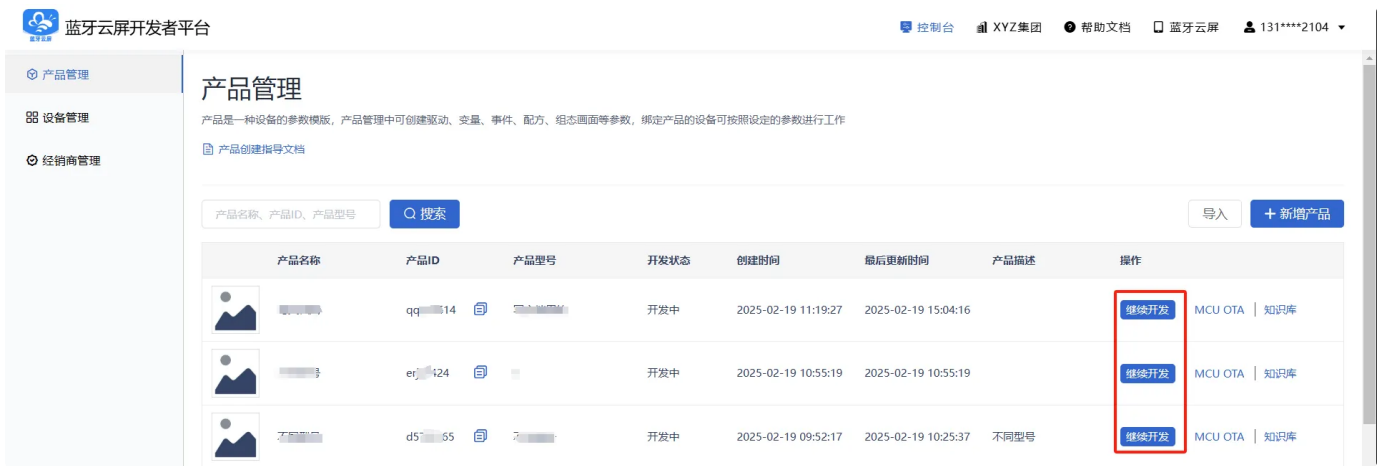 蓝牙云屏
蓝牙云屏开发者平台
控制台 XYZ集团 帮助文档 蓝牙云屏 131****2104
产品管理
设备管理
经销商管理
产品管理
产品是一种设备的参数模版，产品管理中可创建驱动、变量、事件、配方、组态画面等参数，绑定产品的设备可按照设定的参数进行工作
产品创建指导文档
产品名称、产品ID、产品型号 搜索 导入 新增产品
产品名称 产品ID 产品型号 开发状态 创建时间 最后更新时间 产品描述 操作
开发中 2025-02-19 11:19:27 2025-02-19 15:04:16 继续开发 MCU OTA 知识库
开发中 2025-02-19 10:55:19 2025-02-19 10:55:19 继续开发 MCU OTA 知识库
开发中 2025-02-19 09:52:17 2025-02-19 10:25:37 不同型号 继续开发 MCU OTA 知识库